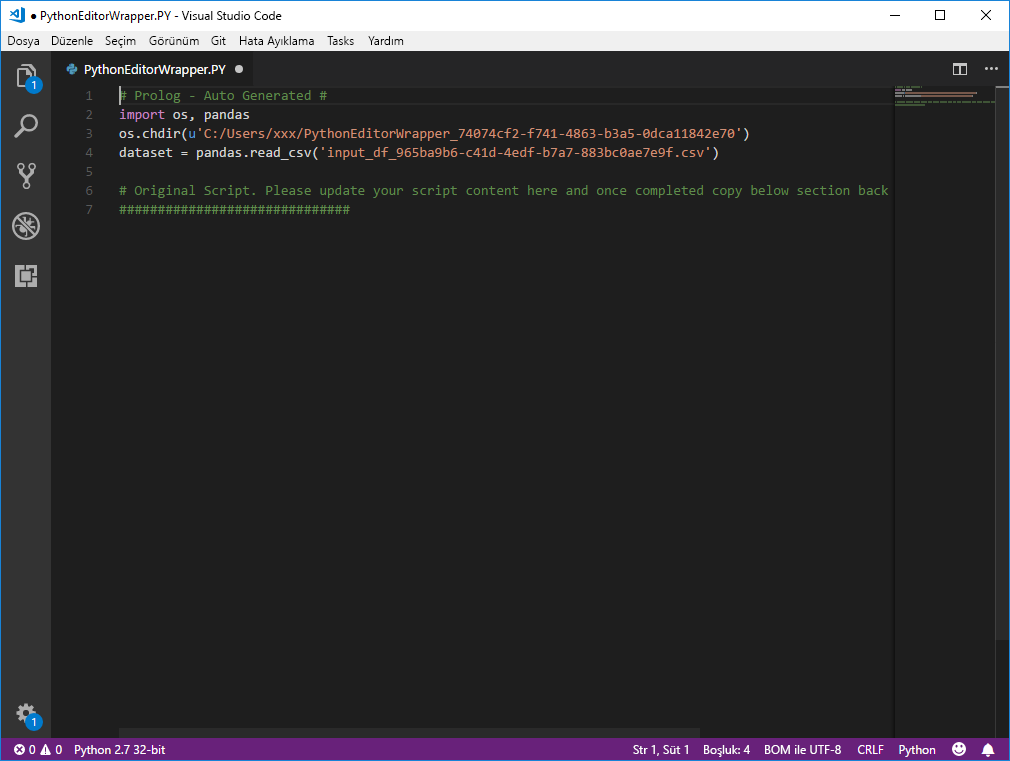 ● PythonEditorWrapper.PY - Visual Studio Code
Dosya Düzenle Seçim Görünüm Git Hata Ayıklama Tasks Yardım
PythonEditorWrapper.PY ●
1
1 # Prolog - Auto Generated #
2 import os, pandas
3 os.chdir(u'C:/Users/xxx/PythonEditorWrapper_74074cf2-f741-4863-b3a5-0dca11842e70')
4 dataset = pandas.read_csv('input_df_965ba9b6-c41d-4edf-b7a7-883bc0ae7e9f.csv')
5
6 # Original Script. Please update your script content here and once completed copy below section back
7 ##############################
1
0 0 Python 2.7 32-bit Str 1, Süt 1 Boşluk: 4 BOM ile UTF-8 CRLF Python